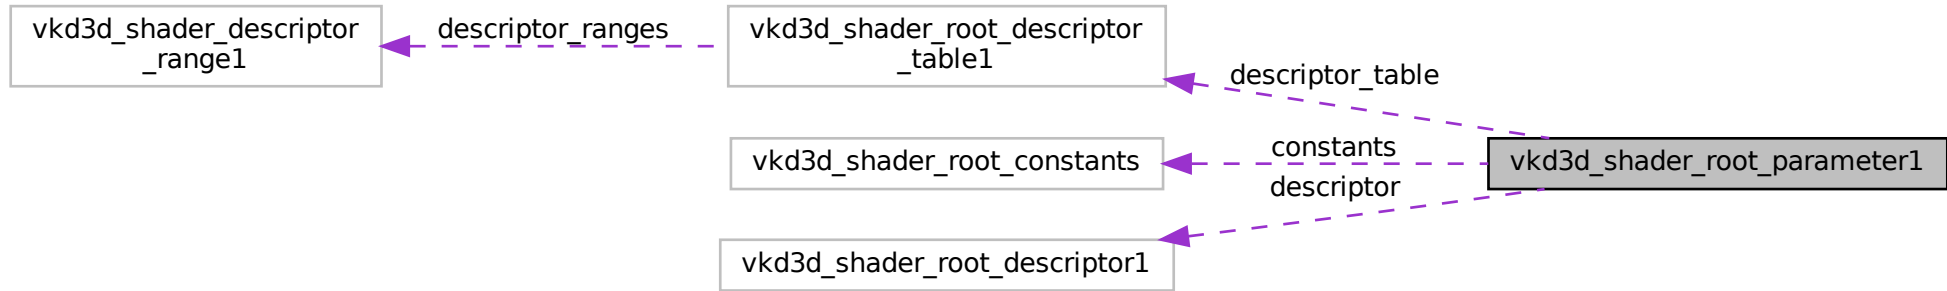 vkd3d_shader_descriptor
_range1
descriptor_ranges
vkd3d_shader_root_descriptor
_table1
descriptor_table
vkd3d_shader_root_constants
constants
vkd3d_shader_root_parameter1
descriptor
vkd3d_shader_root_descriptor1